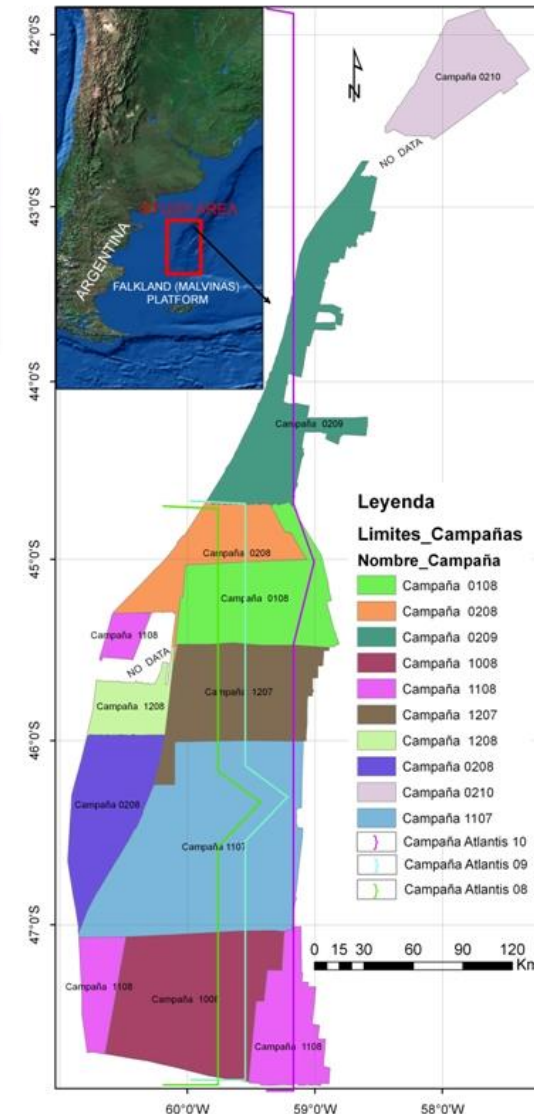 42°0'S
43°0'S
44°0'S
45°0'S
46°0'S
47°0'S
Campaña 0210
NO DATA
STUDY AREA
ARGENTINA
FALKLAND (MALVINAS)
PLATFORM
Campaña 0209
Campaña 0208
Campaña 0108
Campaña 1108
NO DATA
Campaña 1207
Campaña 1208
Campaña 0208
Campaña 1107
Campaña 1108
Campaña 1008
Campaña 1108
Leyenda
Limites_Campañas
Nombre_Campaña
Campaña 0108
Campaña 0208
Campaña 0209
Campaña 1008
Campaña 1108
Campaña 1207
Campaña 1208
Campaña 0208
Campaña 0210
Campaña 1107
Campaña Atlantis 10
Campaña Atlantis 09
Campaña Atlantis 08
0 15 30 60 90 120
Km
60°0'W 59°0'W 58°0'W